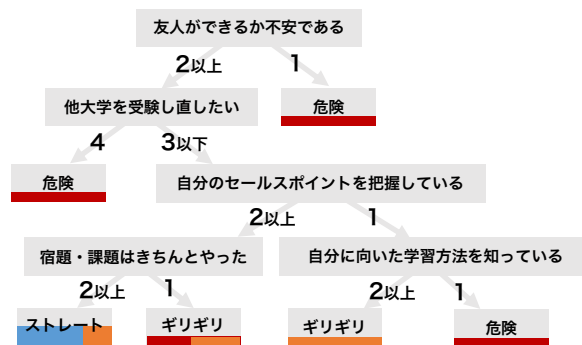 友人ができるか不安である
2以上
1
他大学を受験し直したい
危険
4
3以下
危険
自分のセールスポイントを把握している
2以上
1
宿題・課題はきちんとやった
自分に向いた学習方法を知っている
2以上
1
2以上
1
ストレート
ギリギリ
ギリギリ
危険